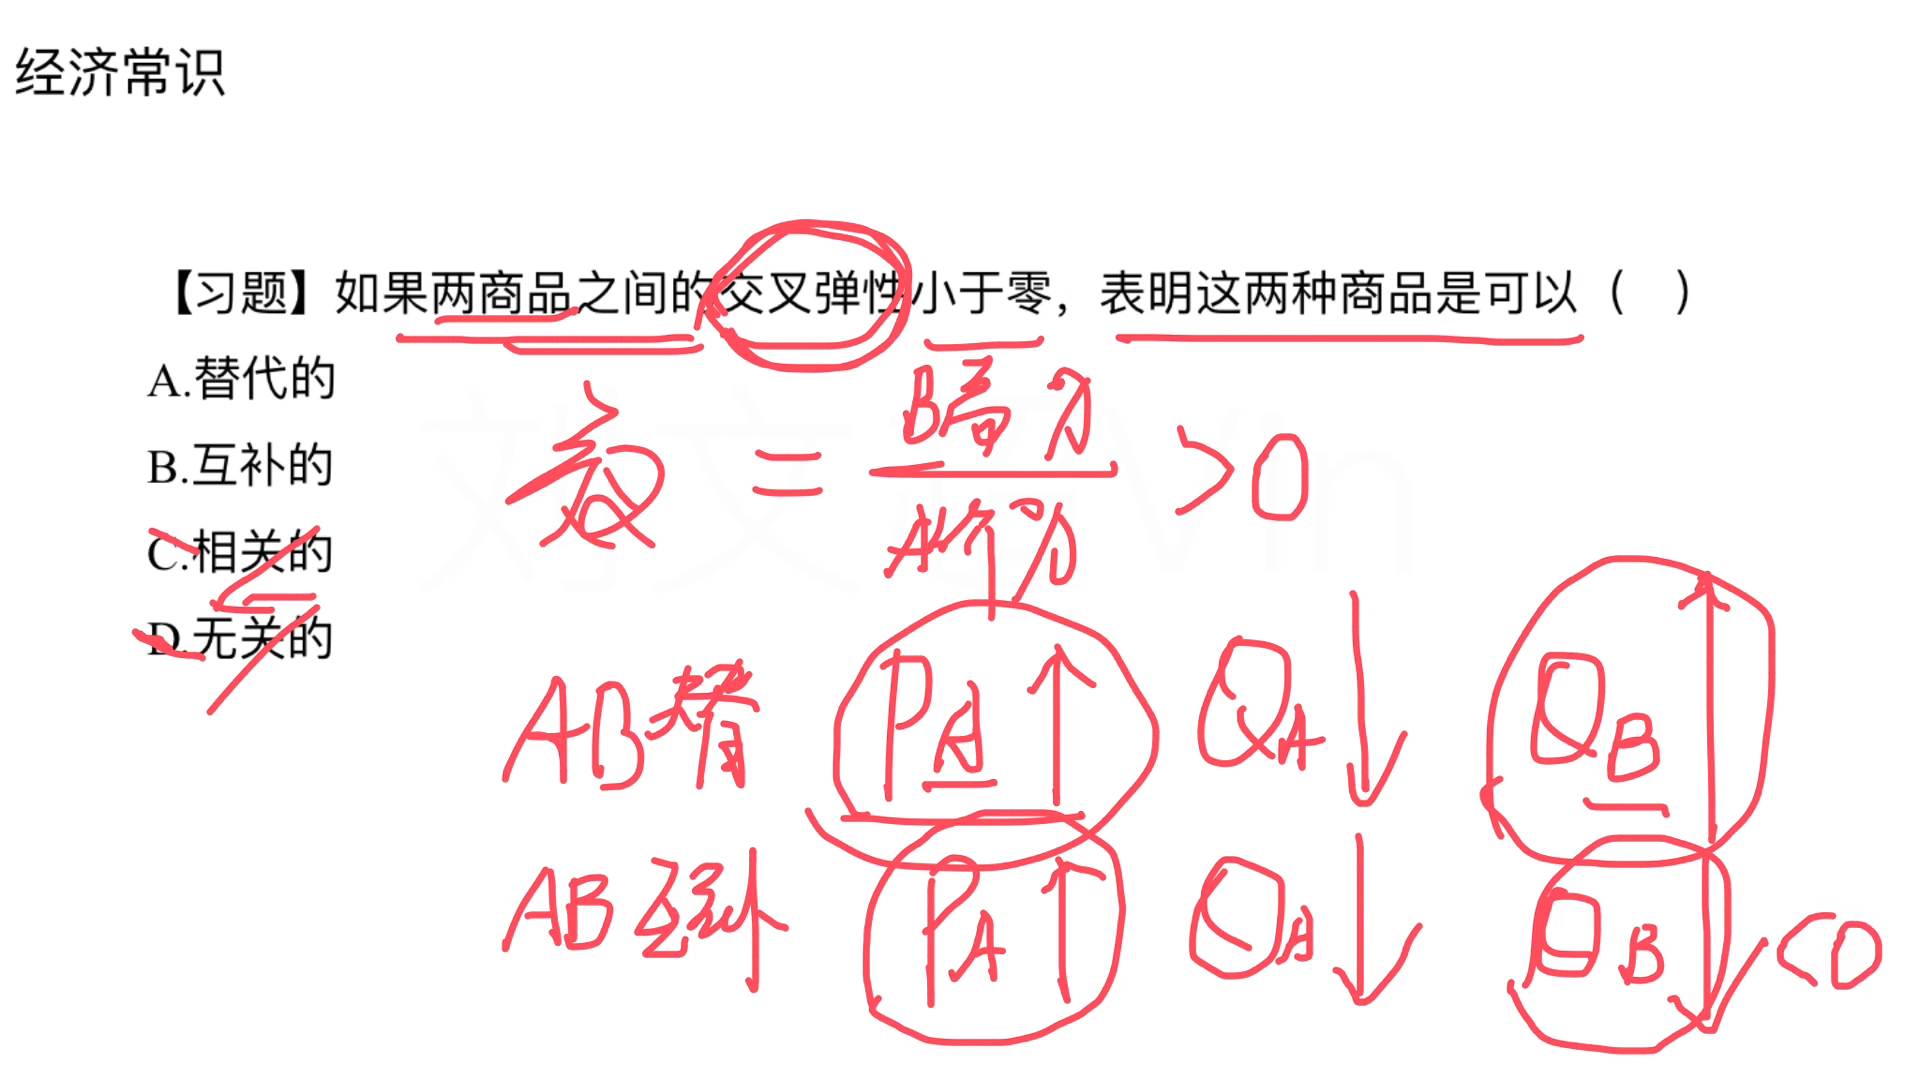 经济常识
【习题】如果两商品之间的交叉弹性小于零，表明这两种商品是可以（ ）
A.替代的
B.互补的
C.相关的
D.无关的
= B需% / A价% >0
AB替 PA↑ QA↓ QB↑
AB互补 PA↑ QA↓ QB↓ <0